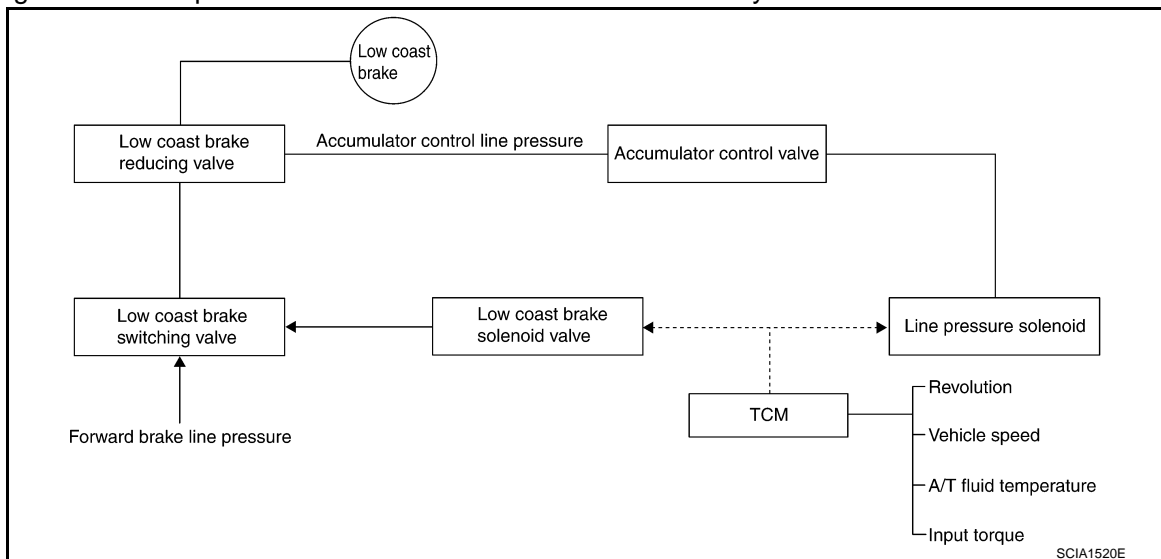 Low coast
brake
Low coast brake
reducing valve
Accumulator control line pressure
Accumulator control valve
Low coast brake
switching valve
Low coast brake
solenoid valve
Line pressure solenoid
Forward brake line pressure
TCM
Revolution
Vehicle speed
A/T fluid temperature
Input torque
SCIA1520E